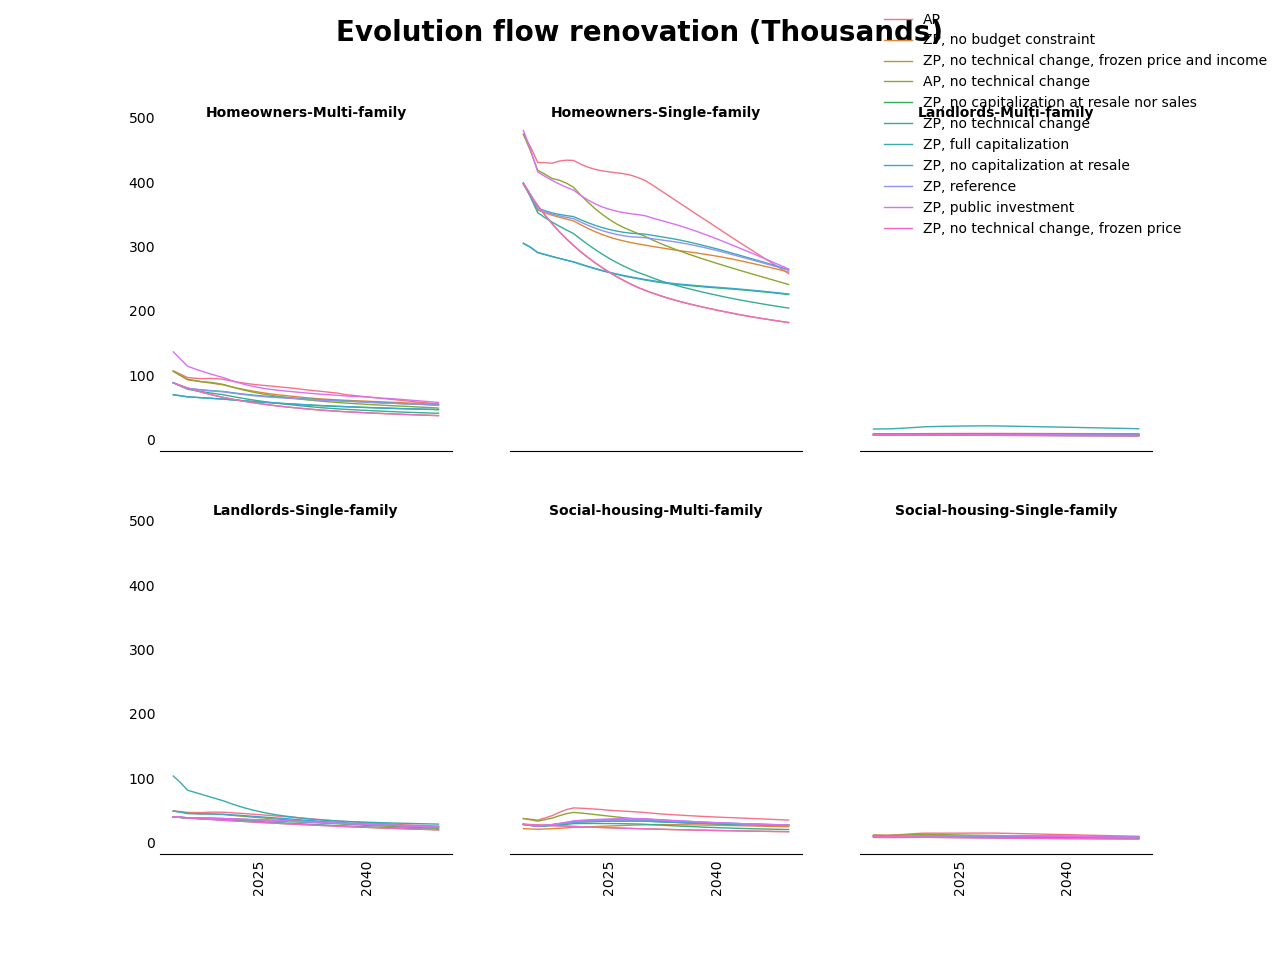 Evolution flow renovation (Thousands)
AP
ZP, no budget constraint
ZP, no technical change, frozen price and income
AP, no technical change
ZP, no capitalization at resale nor sales
ZP, no technical change
ZP, full capitalization
ZP, no capitalization at resale
ZP, reference
ZP, public investment
ZP, no technical change, frozen price
Homeowners-Multi-family
Homeowners-Single-family
Landlords-Multi-family
500
400
300
200
100
0
Landlords-Single-family
Social-housing-Multi-family
Social-housing-Single-family
500
400
300
200
100
0
2025
2040
2025
2040
2025
2040